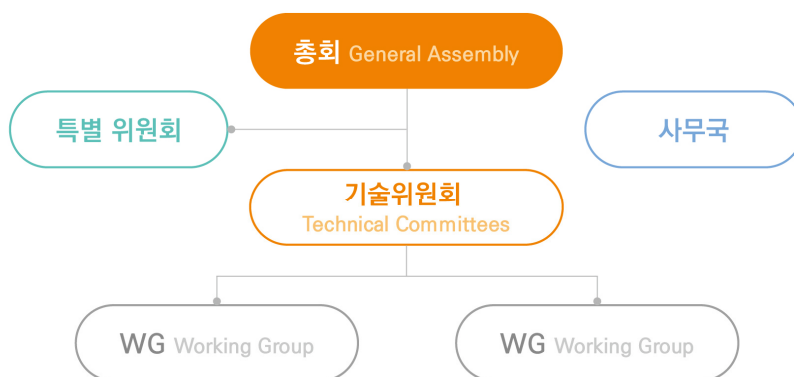 총회 General Assembly
특별 위원회
사무국
기술위원회
Technical Committees
WG Working Group
WG Working Group